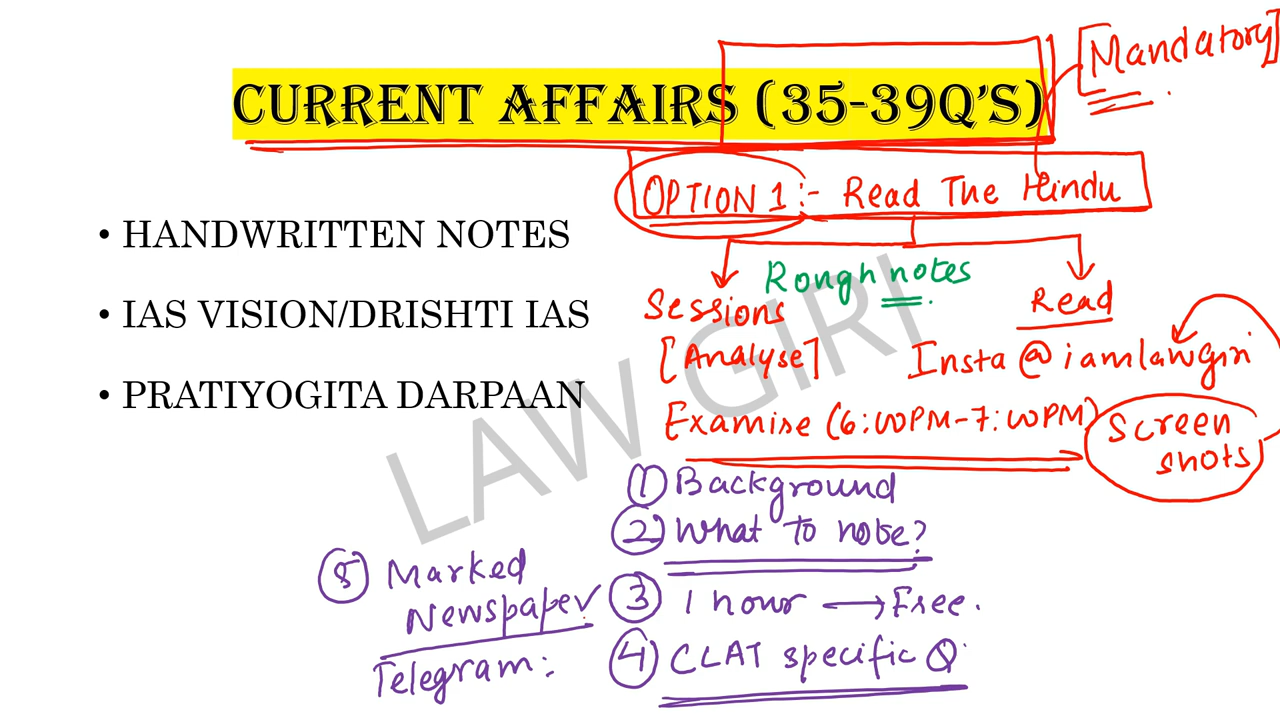 [Mandatory]
CURRENT AFFAIRS (35-39Q'S)
OPTION 1:- Read The Hindu
• HANDWRITTEN NOTES
• IAS VISION/DRISHTI IAS
• PRATIYOGITA DARPAAN
Rough notes
Sessions
[Analyse]
Read
Insta @iamlawgiri
Examise (6:00PM-7:00PM)
Screen
shots
LAW GIRI
① Background
② What To note?
③ 1 hour → Free.
④ CLAT specific Q
⑤ Marked
Newspaper
Telegram: